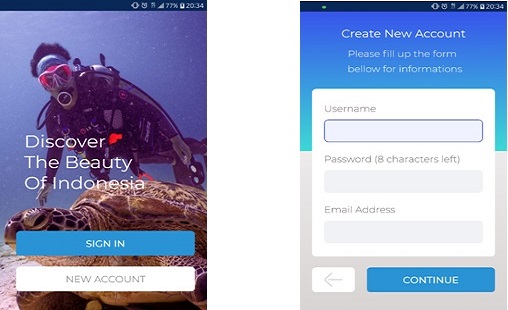 77% 20:34
Discover
The Beauty
Of Indonesia
SIGN IN
NEW ACCOUNT
77% 20:34
Create New Account
Please fill up the form
bellow for informations
Username
Password (8 characters left)
Email Address
CONTINUE